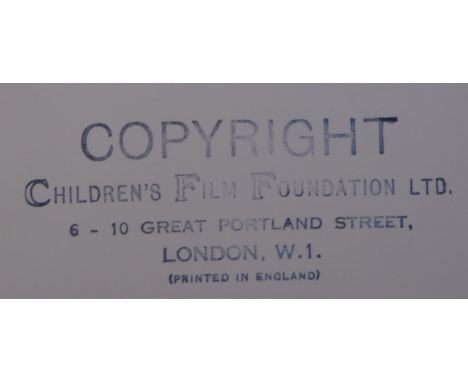 COPYRIGHT
CHILDREN'S FILM FOUNDATION LTD.
6 - 10 GREAT PORTLAND STREET,
LONDON, W.1.
(PRINTED IN ENGLAND)